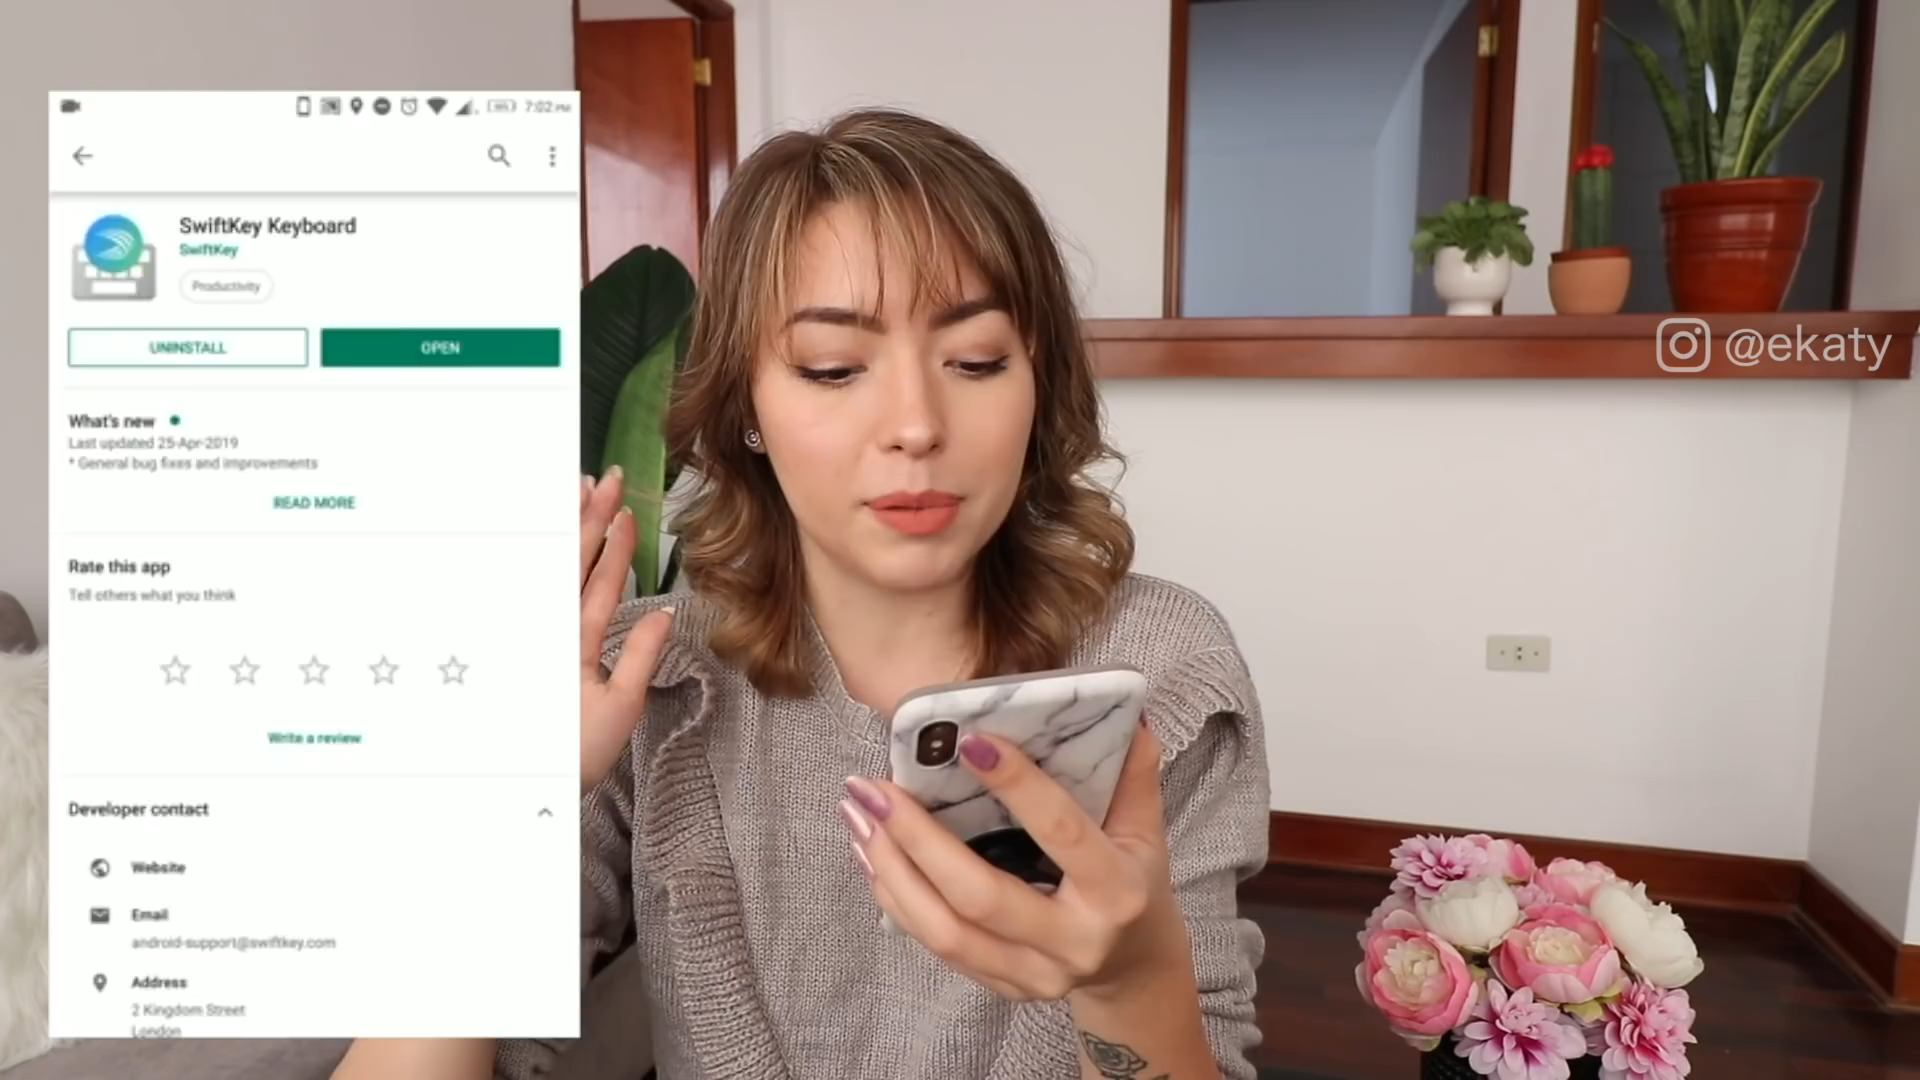 7:02 PM
SwiftKey Keyboard
SwiftKey
Productivity
UNINSTALL
OPEN
What's new
Last updated 25-Apr-2019
* General bug fixes and improvements
READ MORE
Rate this app
Tell others what you think
Write a review
Developer contact
Website
Email
android-support@swiftkey.com
Address
2 Kingdom Street
London
@ekaty